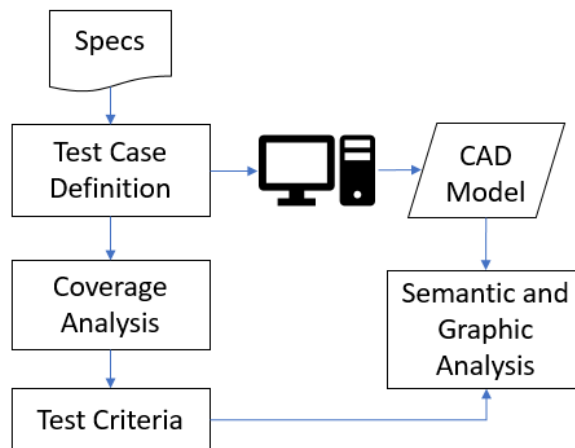 Specs
Test Case
Definition
CAD
Model
Coverage
Analysis
Semantic and
Graphic
Analysis
Test Criteria